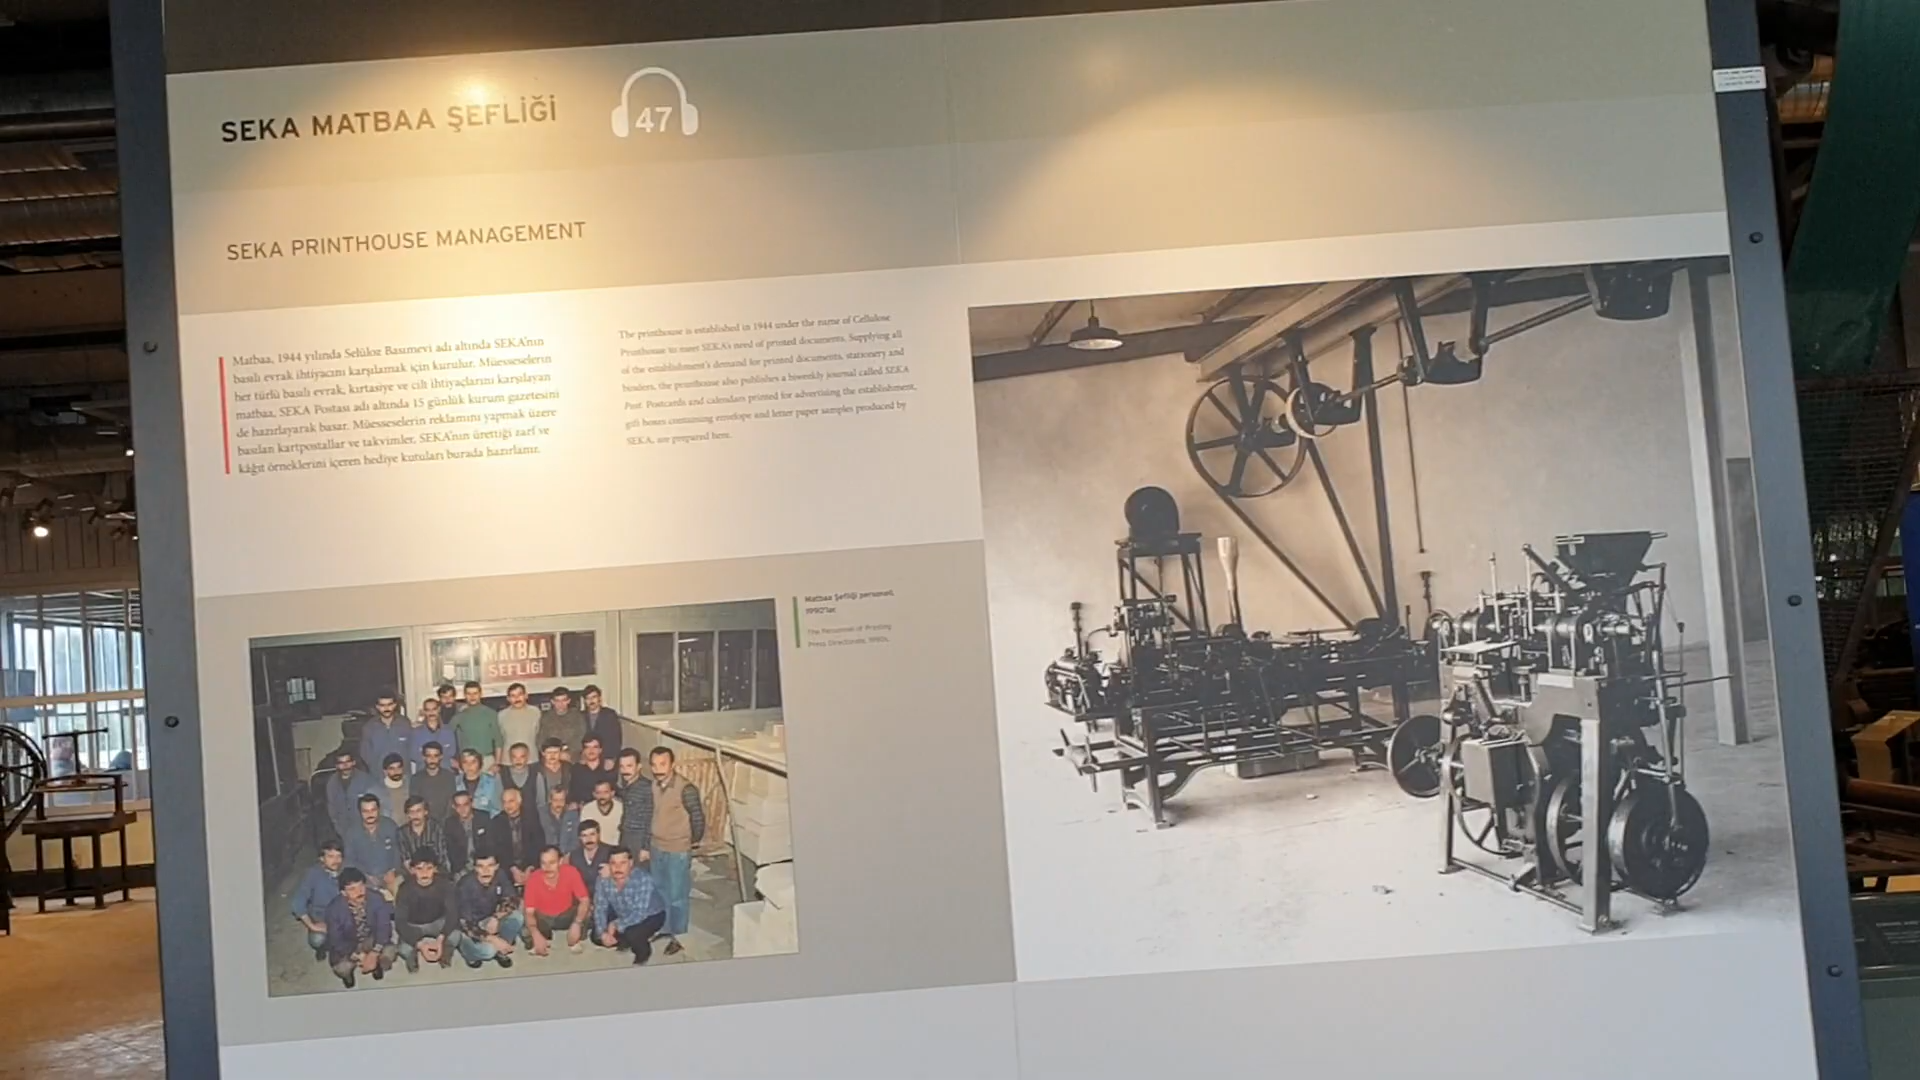 SEKA MATBAA ŞEFLİĞİ
47
SEKA PRINTHOUSE MANAGEMENT
Matbaa, 1944 yılında Selüloz Basımevi adı altında SEKA'nın
basılı evrak ihtiyacını karşılamak için kurulur. Müesseselerin
her türlü basılı evrak, kırtasiye ve cilt ihtiyaçlarını karşılayan
matbaa, SEKA Postası adı altında 15 günlük kurum gazetesini
de hazırlayarak basar. Müesseselerin reklamını yapmak üzere
basılan kartpostallar ve takvimler, SEKA'nın ürettiği zarf ve
kâğıt örneklerini içeren hediye kutuları burada hazırlanır.
The printhouse is established in 1944 under the name of Cellulose
Printhouse to meet SEKA's need of printed documents. Supplying all
of the establishment's demand for printed documents, stationery and
binders, the printhouse also publishes a biweekly journal called SEKA
Post. Postcards and calendars printed for advertising the establishment,
gift boxes containing envelope and letter paper samples produced by
SEKA, are prepared here.
Matbaa Şefliği personeli,
1990'lar.
The Personnel of Printing
Press Directorate, 1990s.
MATBAA
ŞEFLİĞİ